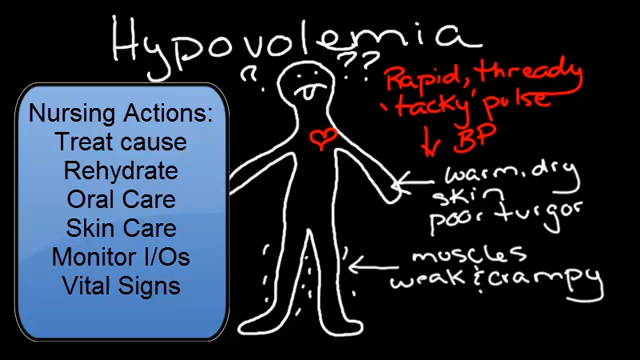 Hypovolemia
? ??
Nursing Actions:
Treat cause
Rehydrate
Oral Care
Skin Care
Monitor I/Os
Vital Signs
Rapid, thready
'tacky' pulse
↓ BP
warm, dry
skin
poor turgor
muscles
weak & crampy